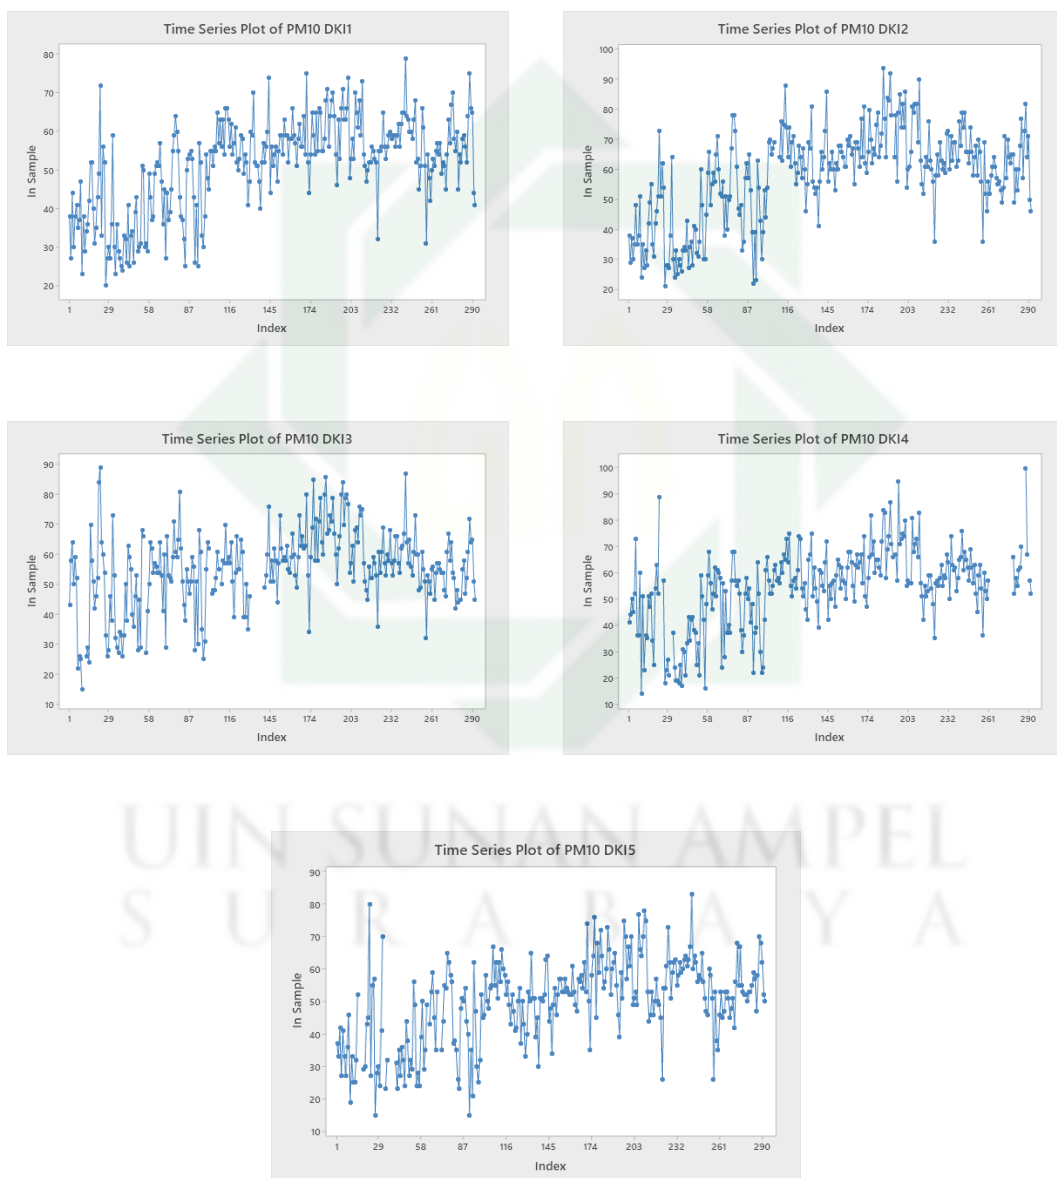 Time Series Plot of PM10 DKI1
80
70
60
50
40
30
20
In Sample
1 29 58 87 116 145 174 203 232 261 290
Index
Time Series Plot of PM10 DKI2
100
90
80
70
60
50
40
30
20
In Sample
1 29 58 87 116 145 174 203 232 261 290
Index
Time Series Plot of PM10 DKI3
90
80
70
60
50
40
30
20
10
In Sample
1 29 58 87 116 145 174 203 232 261 290
Index
Time Series Plot of PM10 DKI4
100
90
80
70
60
50
40
30
20
10
In Sample
1 29 58 87 116 145 174 203 232 261 290
Index
UIN SUNAN AMPEL
S U R A B A Y A
Time Series Plot of PM10 DKI5
90
80
70
60
50
40
30
20
10
In Sample
1 29 58 87 116 145 174 203 232 261 290
Index